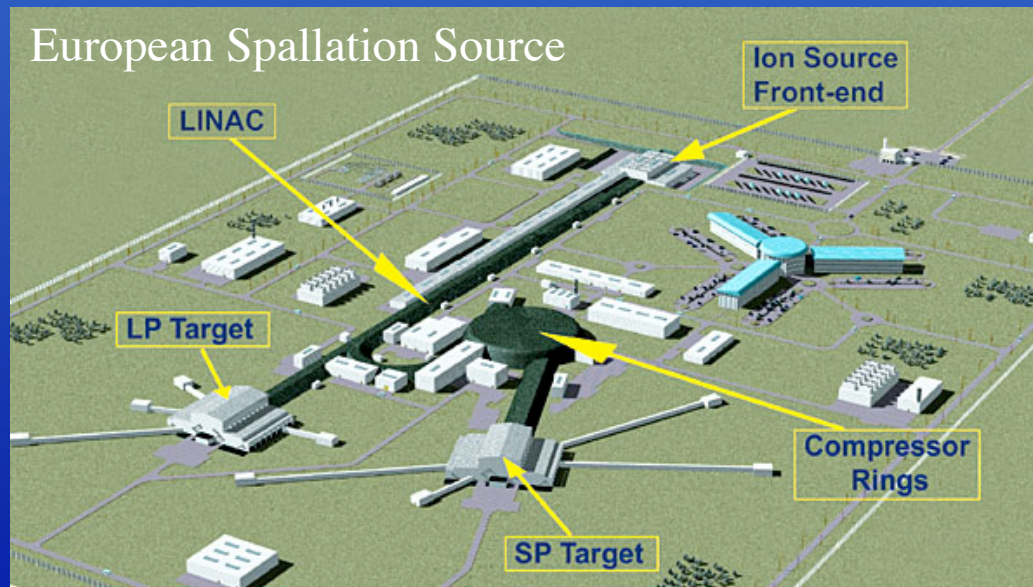 European Spallation Source
Ion Source
Front-end
LINAC
LP Target
Compressor
Rings
SP Target